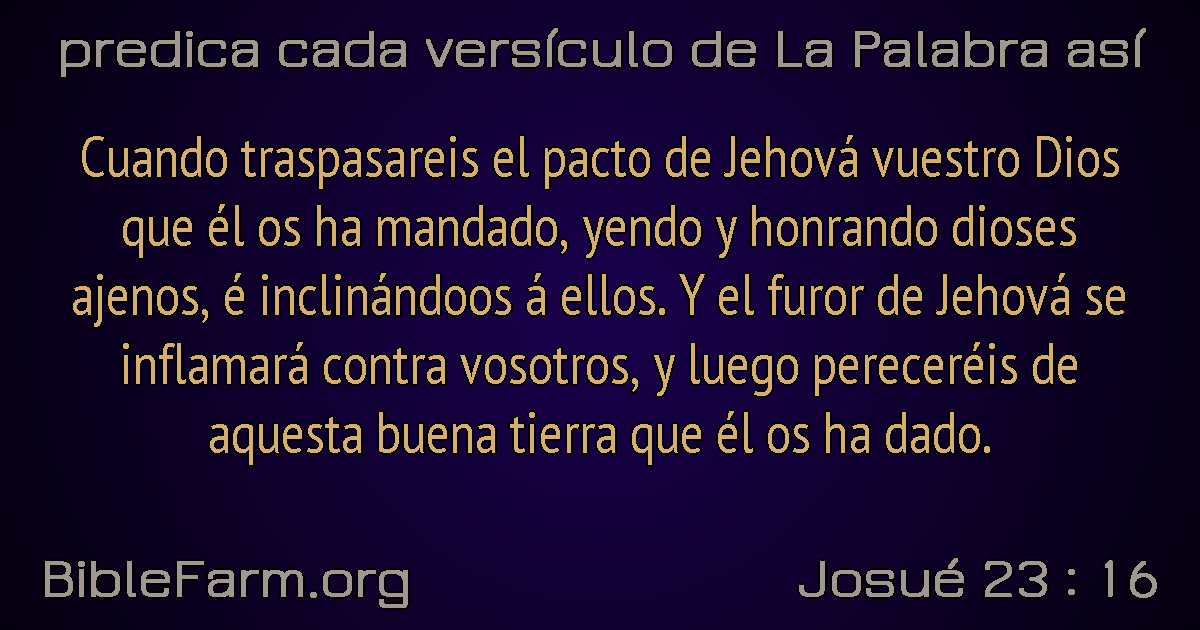 predica cada versículo de La Palabra así
Cuando traspasareis el pacto de Jehová vuestro Dios
que él os ha mandado, yendo y honrando dioses
ajenos, é inclinándoos á ellos. Y el furor de Jehová se
inflamará contra vosotros, y luego pereceréis de
aquesta buena tierra que él os ha dado.
BibleFarm.org
Josué 23 : 16